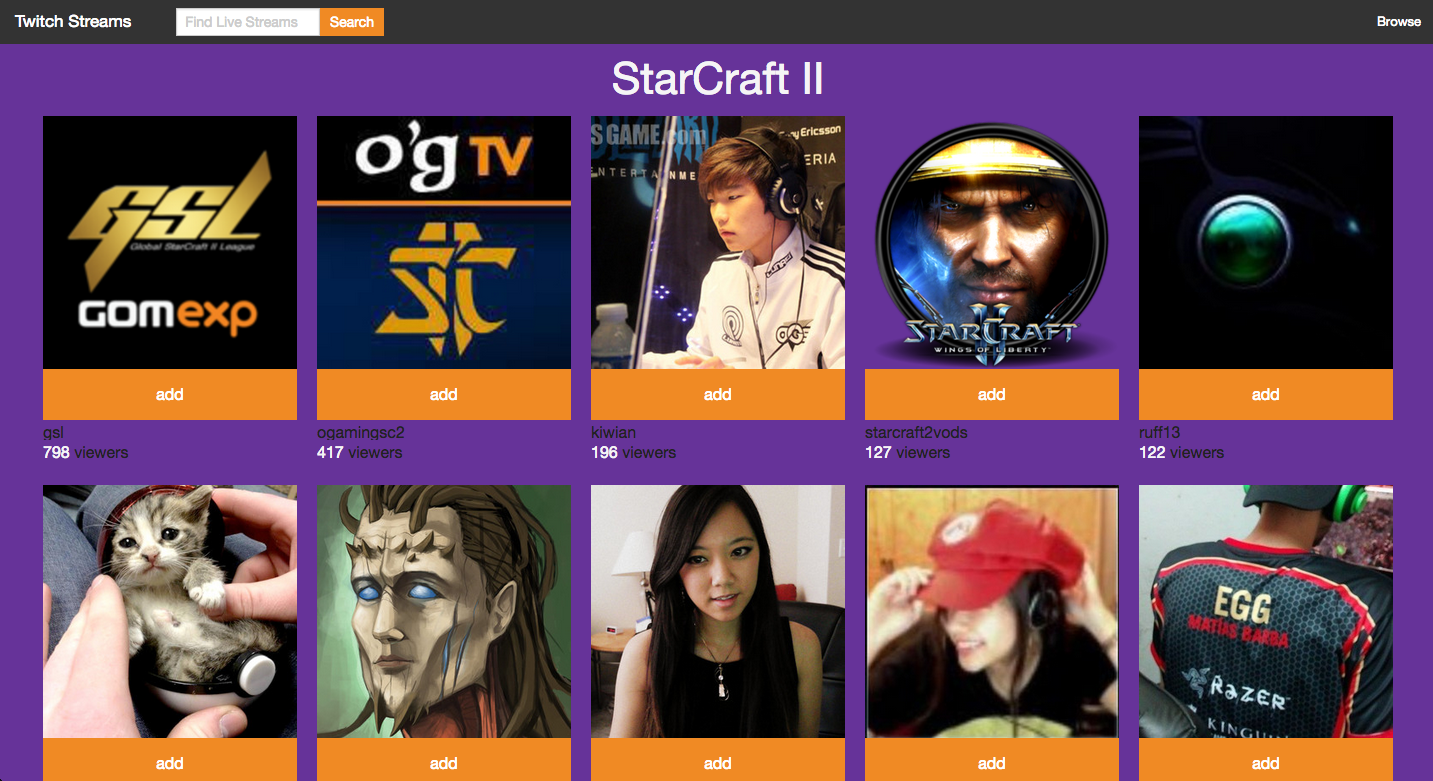 Twitch Streams
Find Live Streams
Search
Browse
StarCraft II
GSL
Global StarCraft II League
GOMexp
o'g TV
SC
GAME.com
Ericsson
ERIA
STARCRAFT
II
WINGS OF LIBERTY
add
add
add
add
add
gsl
ogamingsc2
kiwian
starcraft2vods
ruff13
798 viewers
417 viewers
196 viewers
127 viewers
122 viewers
EGG
MATIAS BARBA
RAZER
KINGUIN
add
add
add
add
add